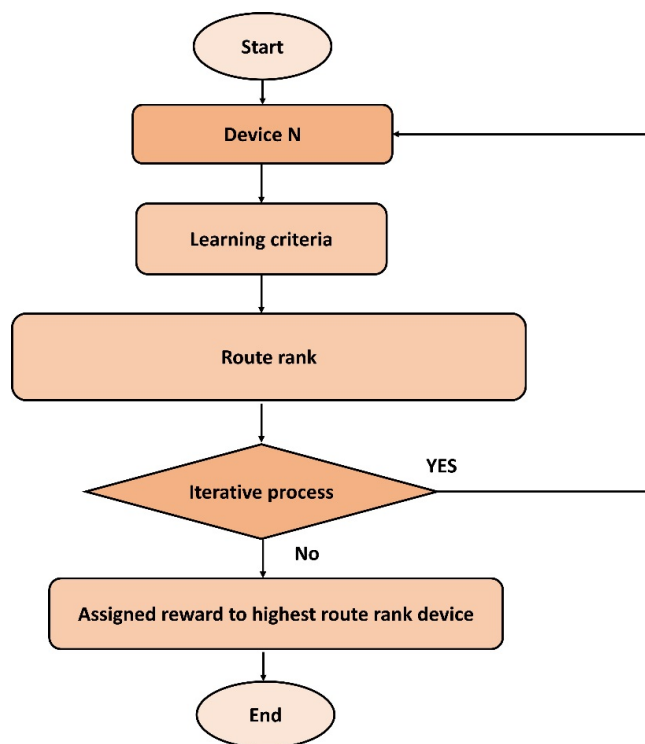 Start
Device N
Learning criteria
Route rank
Iterative process
YES
No
Assigned reward to highest route rank device
End